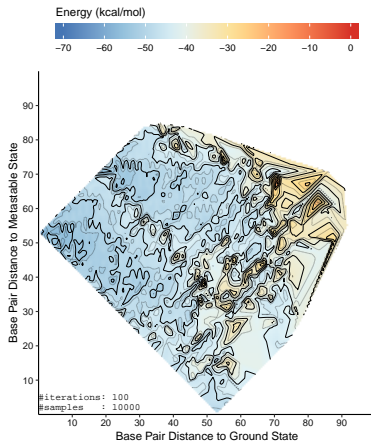 Energy (kcal/mol)
−70 −60 −50 −40 −30 −20 −10 0
Base Pair Distance to Metastable State
90
80
70
60
50
40
30
20
10
#iterations: 100
#samples   : 10000
10 20 30 40 50 60 70 80 90
Base Pair Distance to Ground State